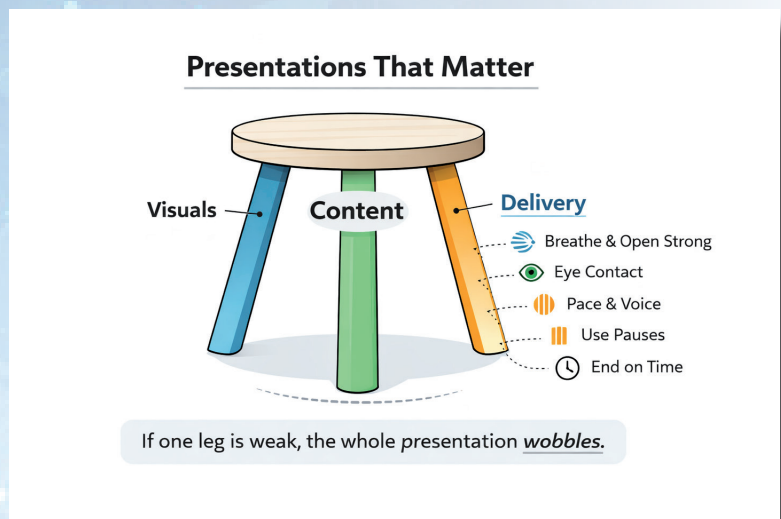 Presentations That Matter
Visuals
Content
Delivery
Breathe & Open Strong
Eye Contact
Pace & Voice
Use Pauses
End on Time
If one leg is weak, the whole presentation wobbles.